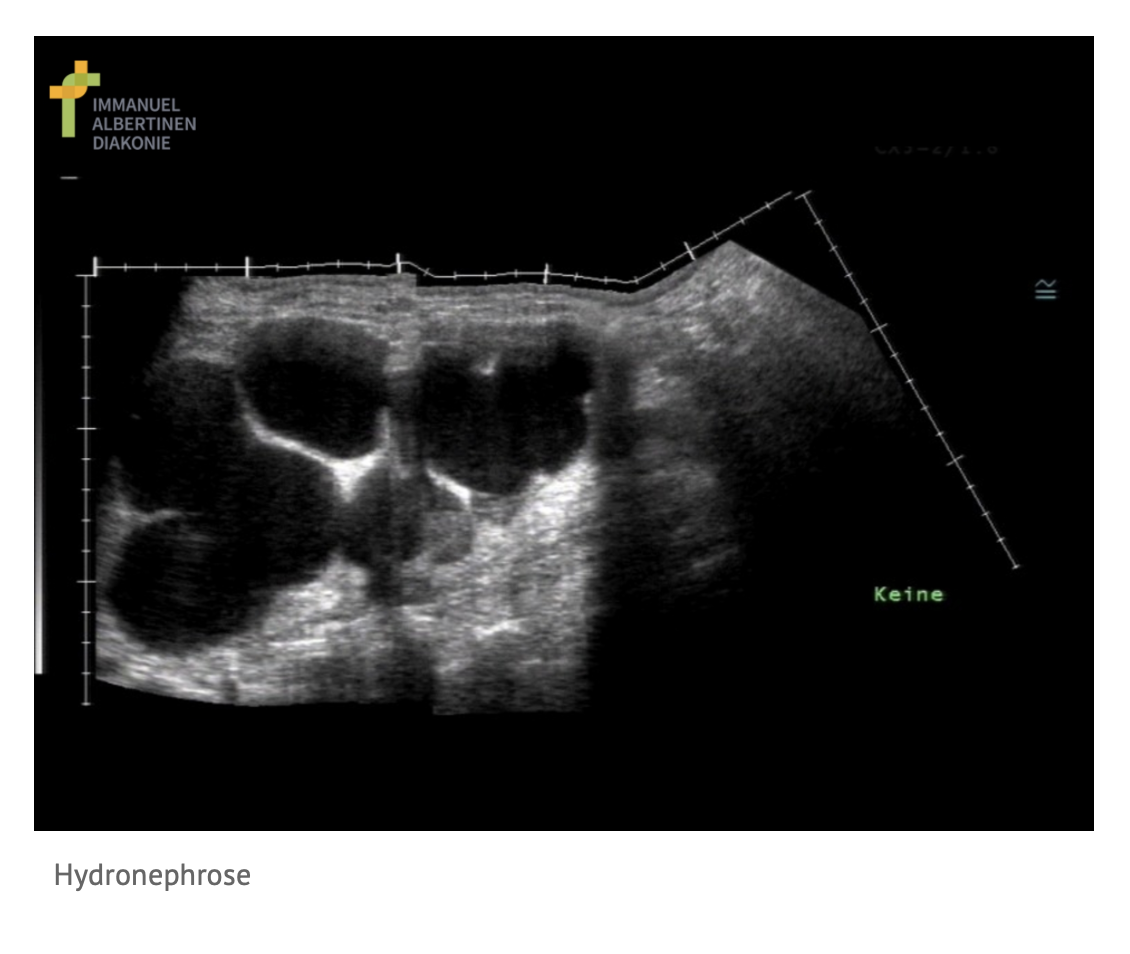 IMMANUEL
ALBERTINEN
DIAKONIE
Keine
Hydronephrose